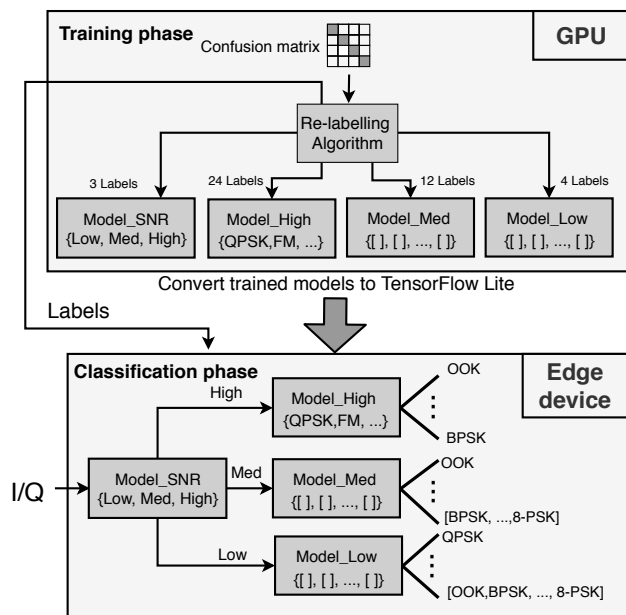 Training phase
GPU
Confusion matrix
Re-labelling
Algorithm
3 Labels
24 Labels
12 Labels
4 Labels
Model_SNR
{Low, Med, High}
Model_High
{QPSK,FM, ...}
Model_Med
{[ ], [ ], ..., [ ]}
Model_Low
{[ ], [ ], ..., [ ]}
Convert trained models to TensorFlow Lite
Labels
Classification phase
Edge
device
High
Model_High
{QPSK,FM, ...}
OOK
BPSK
I/Q
Model_SNR
{Low, Med, High}
Med
Model_Med
{[ ], [ ], ..., [ ]}
OOK
[BPSK, ...,8-PSK]
Low
Model_Low
{[ ], [ ], ..., [ ]}
QPSK
[OOK,BPSK, ..., 8-PSK]